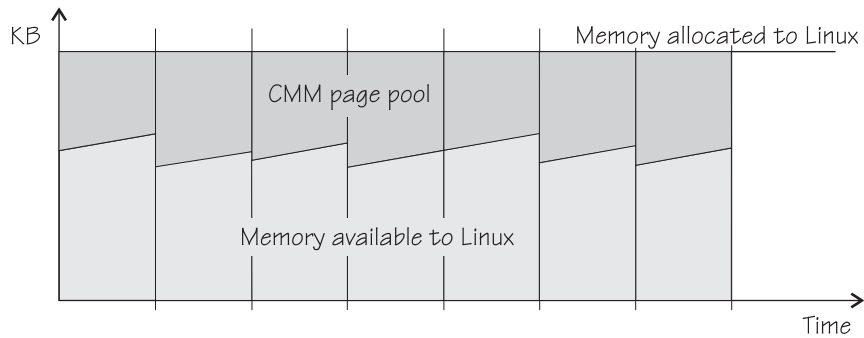 KB
Memory allocated to Linux
CMM page pool
Memory available to Linux
Time